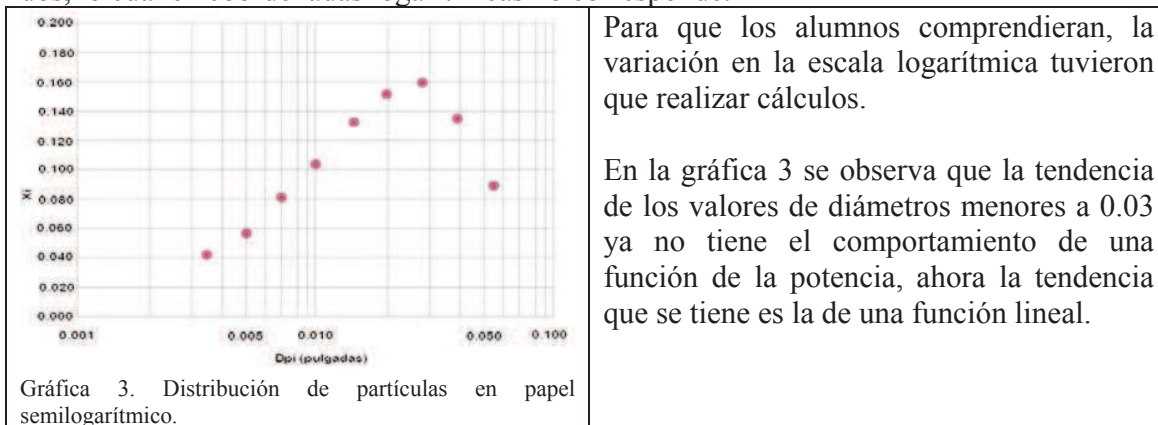 0.200
0.180
0.160
0.140
0.120
0.100
0.080
0.060
0.040
0.020
0.000
Xi
0.001 0.005 0.010 0.050 0.100
Dpi (pulgadas)
Gráfica 3. Distribución de partículas en papel
semilogarítmico.
Para que los alumnos comprendieran, la
variación en la escala logarítmica tuvieron
que realizar cálculos.
En la gráfica 3 se observa que la tendencia
de los valores de diámetros menores a 0.03
ya no tiene el comportamiento de una
función de la potencia, ahora la tendencia
que se tiene es la de una función lineal.